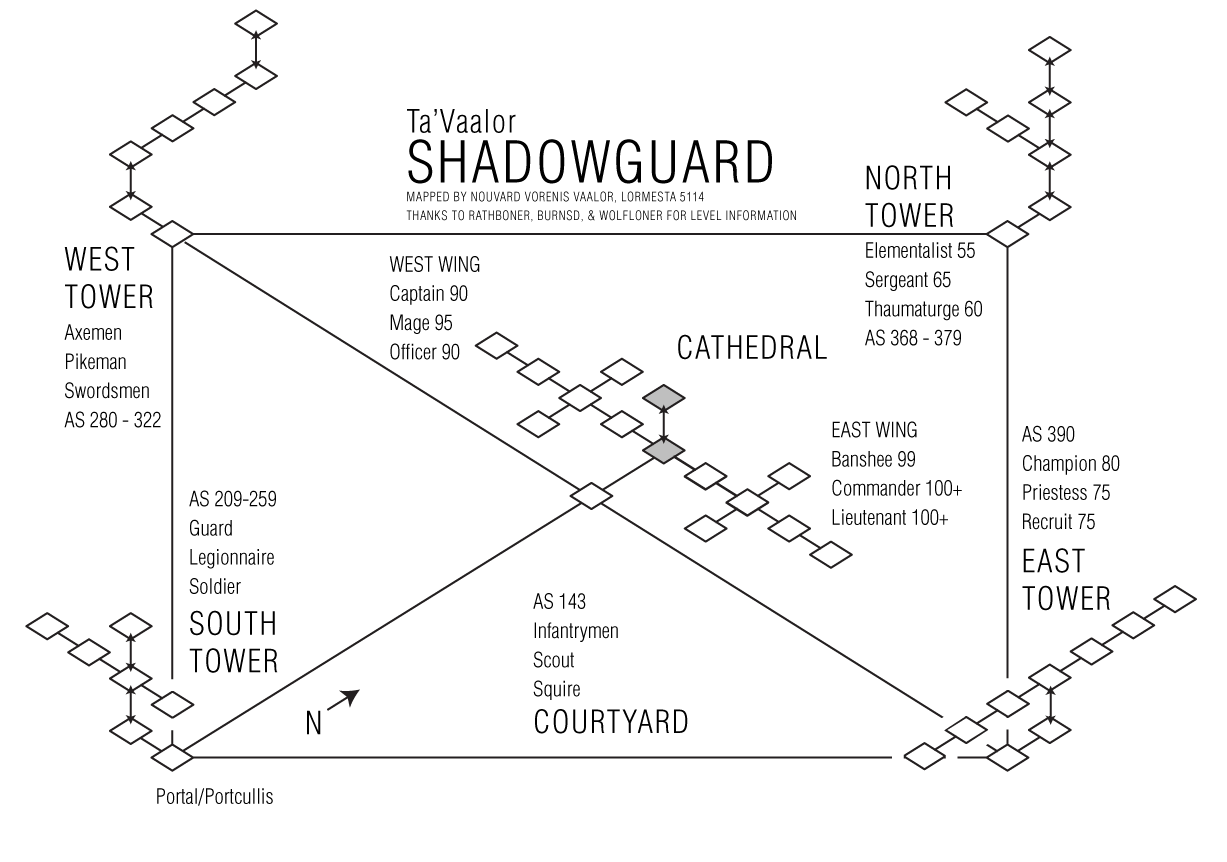 Ta'Vaalor
SHADOWGUARD
MAPPED BY NOUVARD VORENIS VAALOR, LORMESTA 5114
THANKS TO RATHBONER, BURNSD, & WOLFLONER FOR LEVEL INFORMATION
NORTH
TOWER
Elementalist 55
Sergeant 65
Thaumaturge 60
AS 368 - 379
WEST
TOWER
Axemen
Pikeman
Swordsmen
AS 280 - 322
WEST WING
Captain 90
Mage 95
Officer 90
CATHEDRAL
EAST WING
Banshee 99
Commander 100+
Lieutenant 100+
AS 390
Champion 80
Priestess 75
Recruit 75
EAST
TOWER
AS 209-259
Guard
Legionnaire
Soldier
SOUTH
TOWER
AS 143
Infantrymen
Scout
Squire
COURTYARD
N
Portal/Portcullis